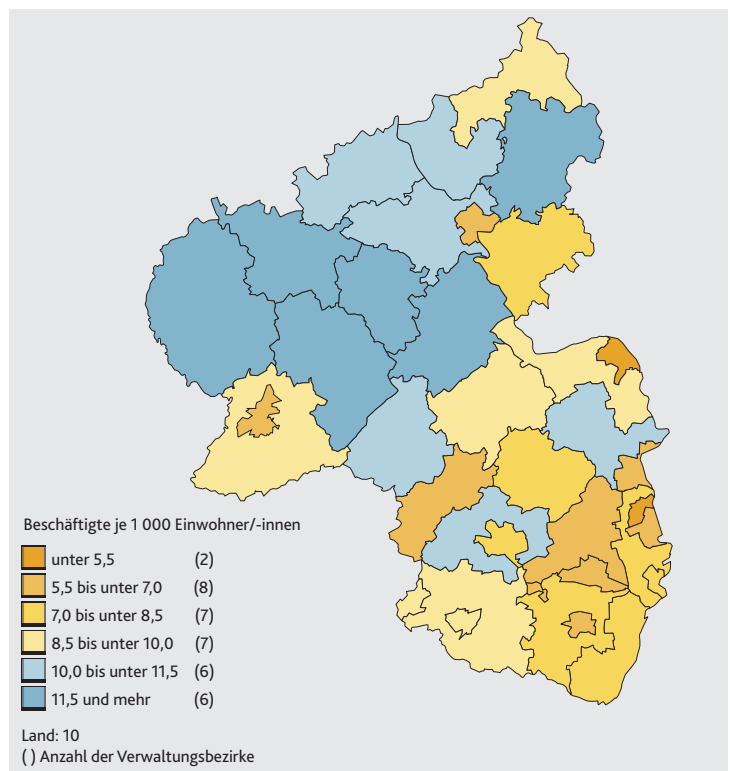 Beschäftigte je 1 000 Einwohner/-innen
unter 5,5 (2)
5,5 bis unter 7,0 (8)
7,0 bis unter 8,5 (7)
8,5 bis unter 10,0 (7)
10,0 bis unter 11,5 (6)
11,5 und mehr (6)
Land: 10
( ) Anzahl der Verwaltungsbezirke